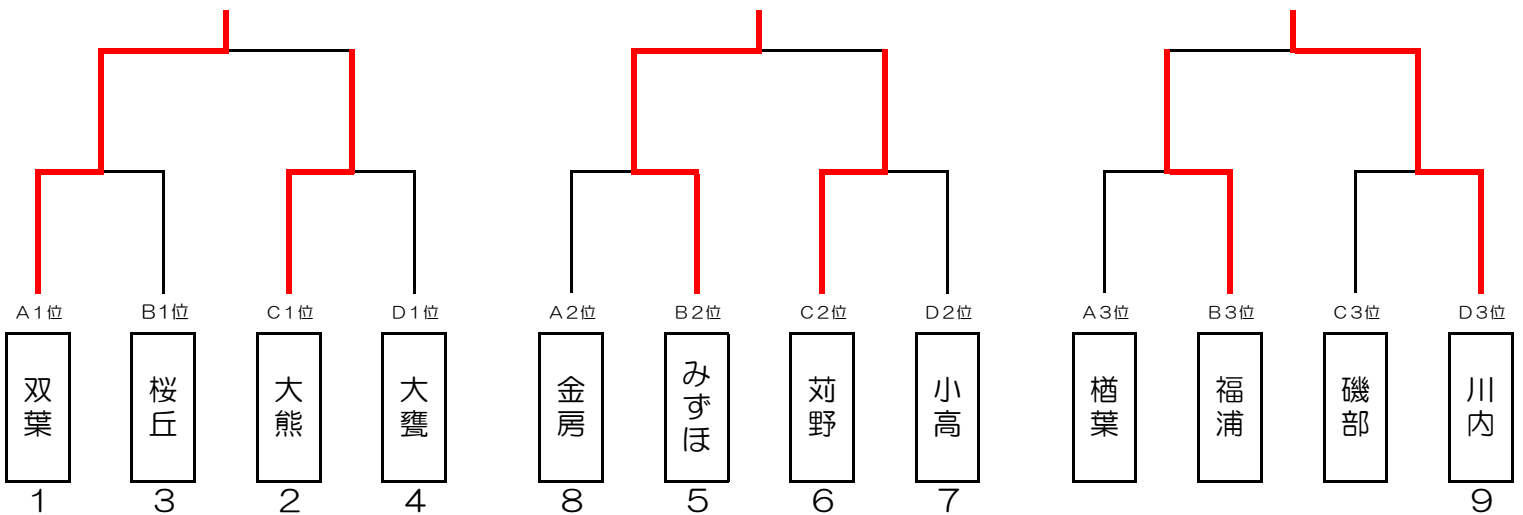 A1位 B1位 C1位 D1位 A2位 B2位 C2位 D2位 A3位 B3位 C3位 D3位
双葉 桜丘 大熊 大甕 金房 みずほ 苅野 小高 楢葉 福浦 磯部 川内
1 3 2 4 8 5 6 7 9